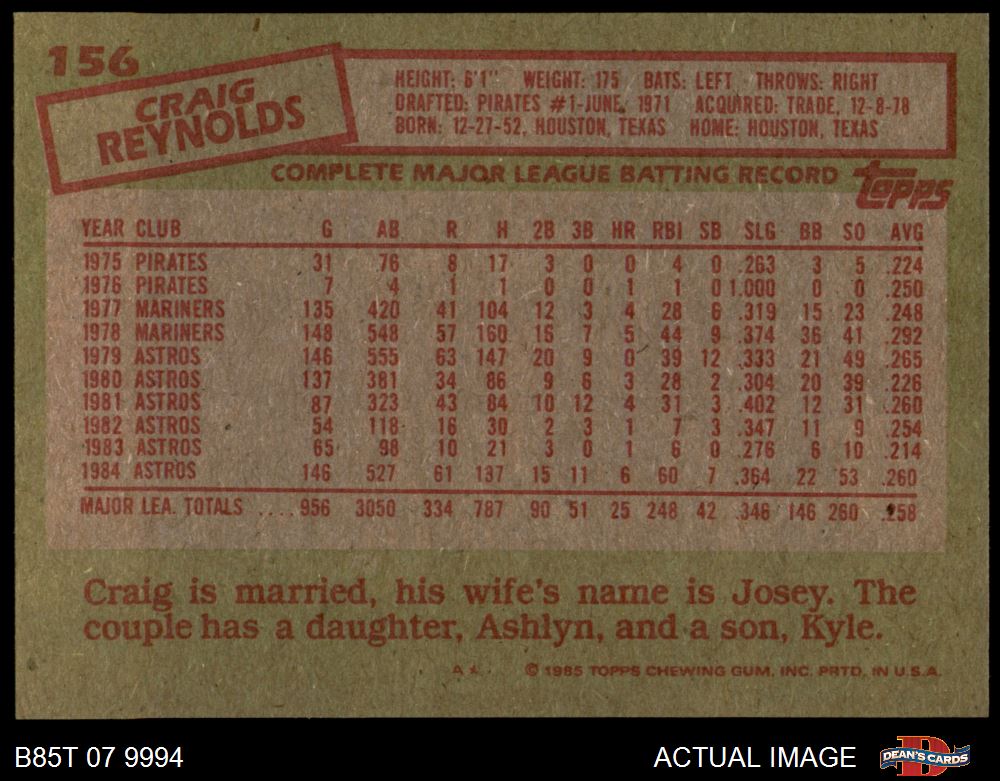 156
CRAIG
REYNOLDS
HEIGHT: 6'1" WEIGHT: 175 BATS: LEFT THROWS: RIGHT
DRAFTED: PIRATES #1-JUNE, 1971 ACQUIRED: TRADE, 12-8-78
BORN: 12-27-52, HOUSTON, TEXAS HOME: HOUSTON, TEXAS
COMPLETE MAJOR LEAGUE BATTING RECORD
topps
YEAR CLUB G AB R H 2B 3B HR RBI SB SLG BB SO AVG
1975 PIRATES 31 76 8 17 3 0 0 4 0 .263 3 5 .224
1976 PIRATES 7 4 1 1 0 0 1 1 0 1.000 0 0 .250
1977 MARINERS 135 420 41 104 12 3 4 28 6 .319 15 23 .248
1978 MARINERS 148 548 57 160 16 7 5 44 9 .374 36 41 .292
1979 ASTROS 146 555 63 147 20 9 0 39 12 .333 21 49 .265
1980 ASTROS 137 381 34 86 9 6 3 28 2 .304 20 39 .226
1981 ASTROS 87 323 43 84 10 12 4 31 3 .402 12 31 .260
1982 ASTROS 54 118 16 30 2 3 1 7 3 .347 11 9 .254
1983 ASTROS 65 98 10 21 3 0 1 6 0 .276 6 10 .214
1984 ASTROS 146 527 61 137 15 11 6 60 7 .364 22 53 .260
MAJOR LEA. TOTALS .... 956 3050 334 787 90 51 25 248 42 .346 146 260 .258
Craig is married, his wife's name is Josey. The
couple has a daughter, Ashlyn, and a son, Kyle.
A★ © 1985 TOPPS CHEWING GUM, INC. PRTD. IN U.S.A.
B85T 07 9994 ACTUAL IMAGE DEAN'S CARDS